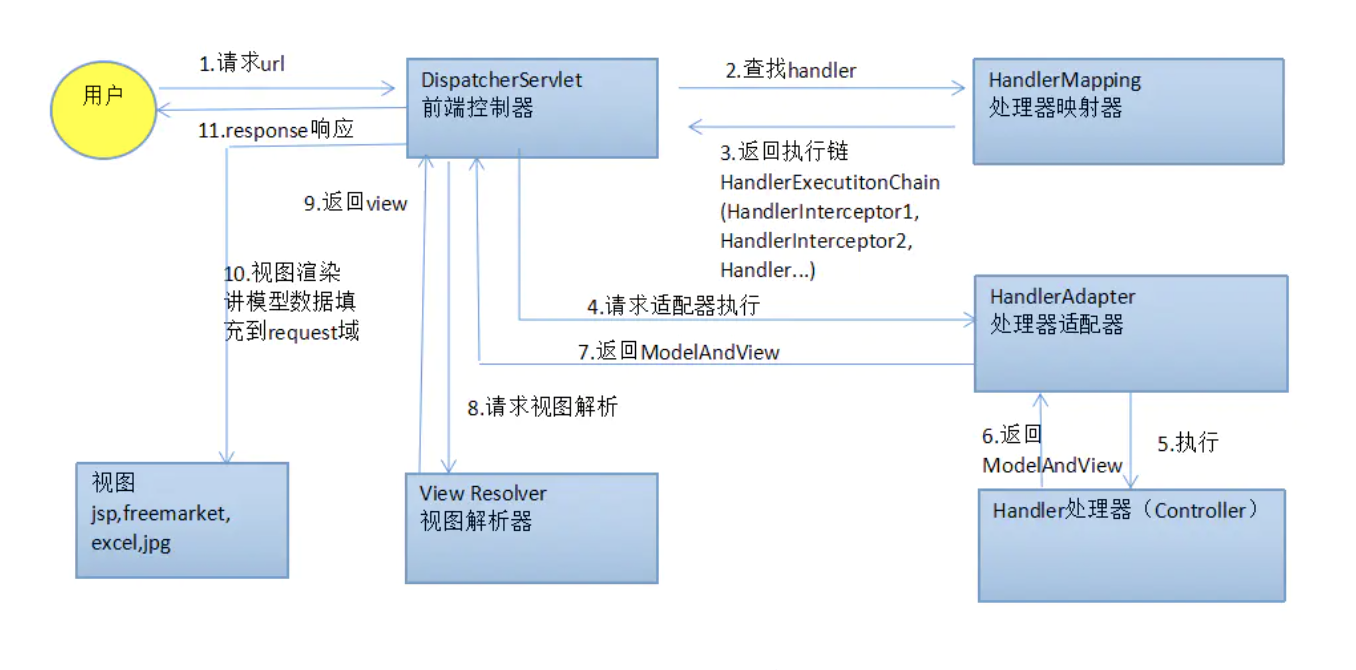 用户
1.请求url
11.response响应
DispatcherServlet
前端控制器
2.查找handler
3.返回执行链
HandlerExecutitonChain
(HandlerInterceptor1,
HandlerInterceptor2,
Handler...)
HandlerMapping
处理器映射器
9.返回view
10.视图渲染
讲模型数据填
充到request域
4.请求适配器执行
7.返回ModelAndView
HandlerAdapter
处理器适配器
8.请求视图解析
6.返回
ModelAndView
5.执行
视图
jsp,freemarket,
excel,jpg
View Resolver
视图解析器
Handler处理器（Controller）